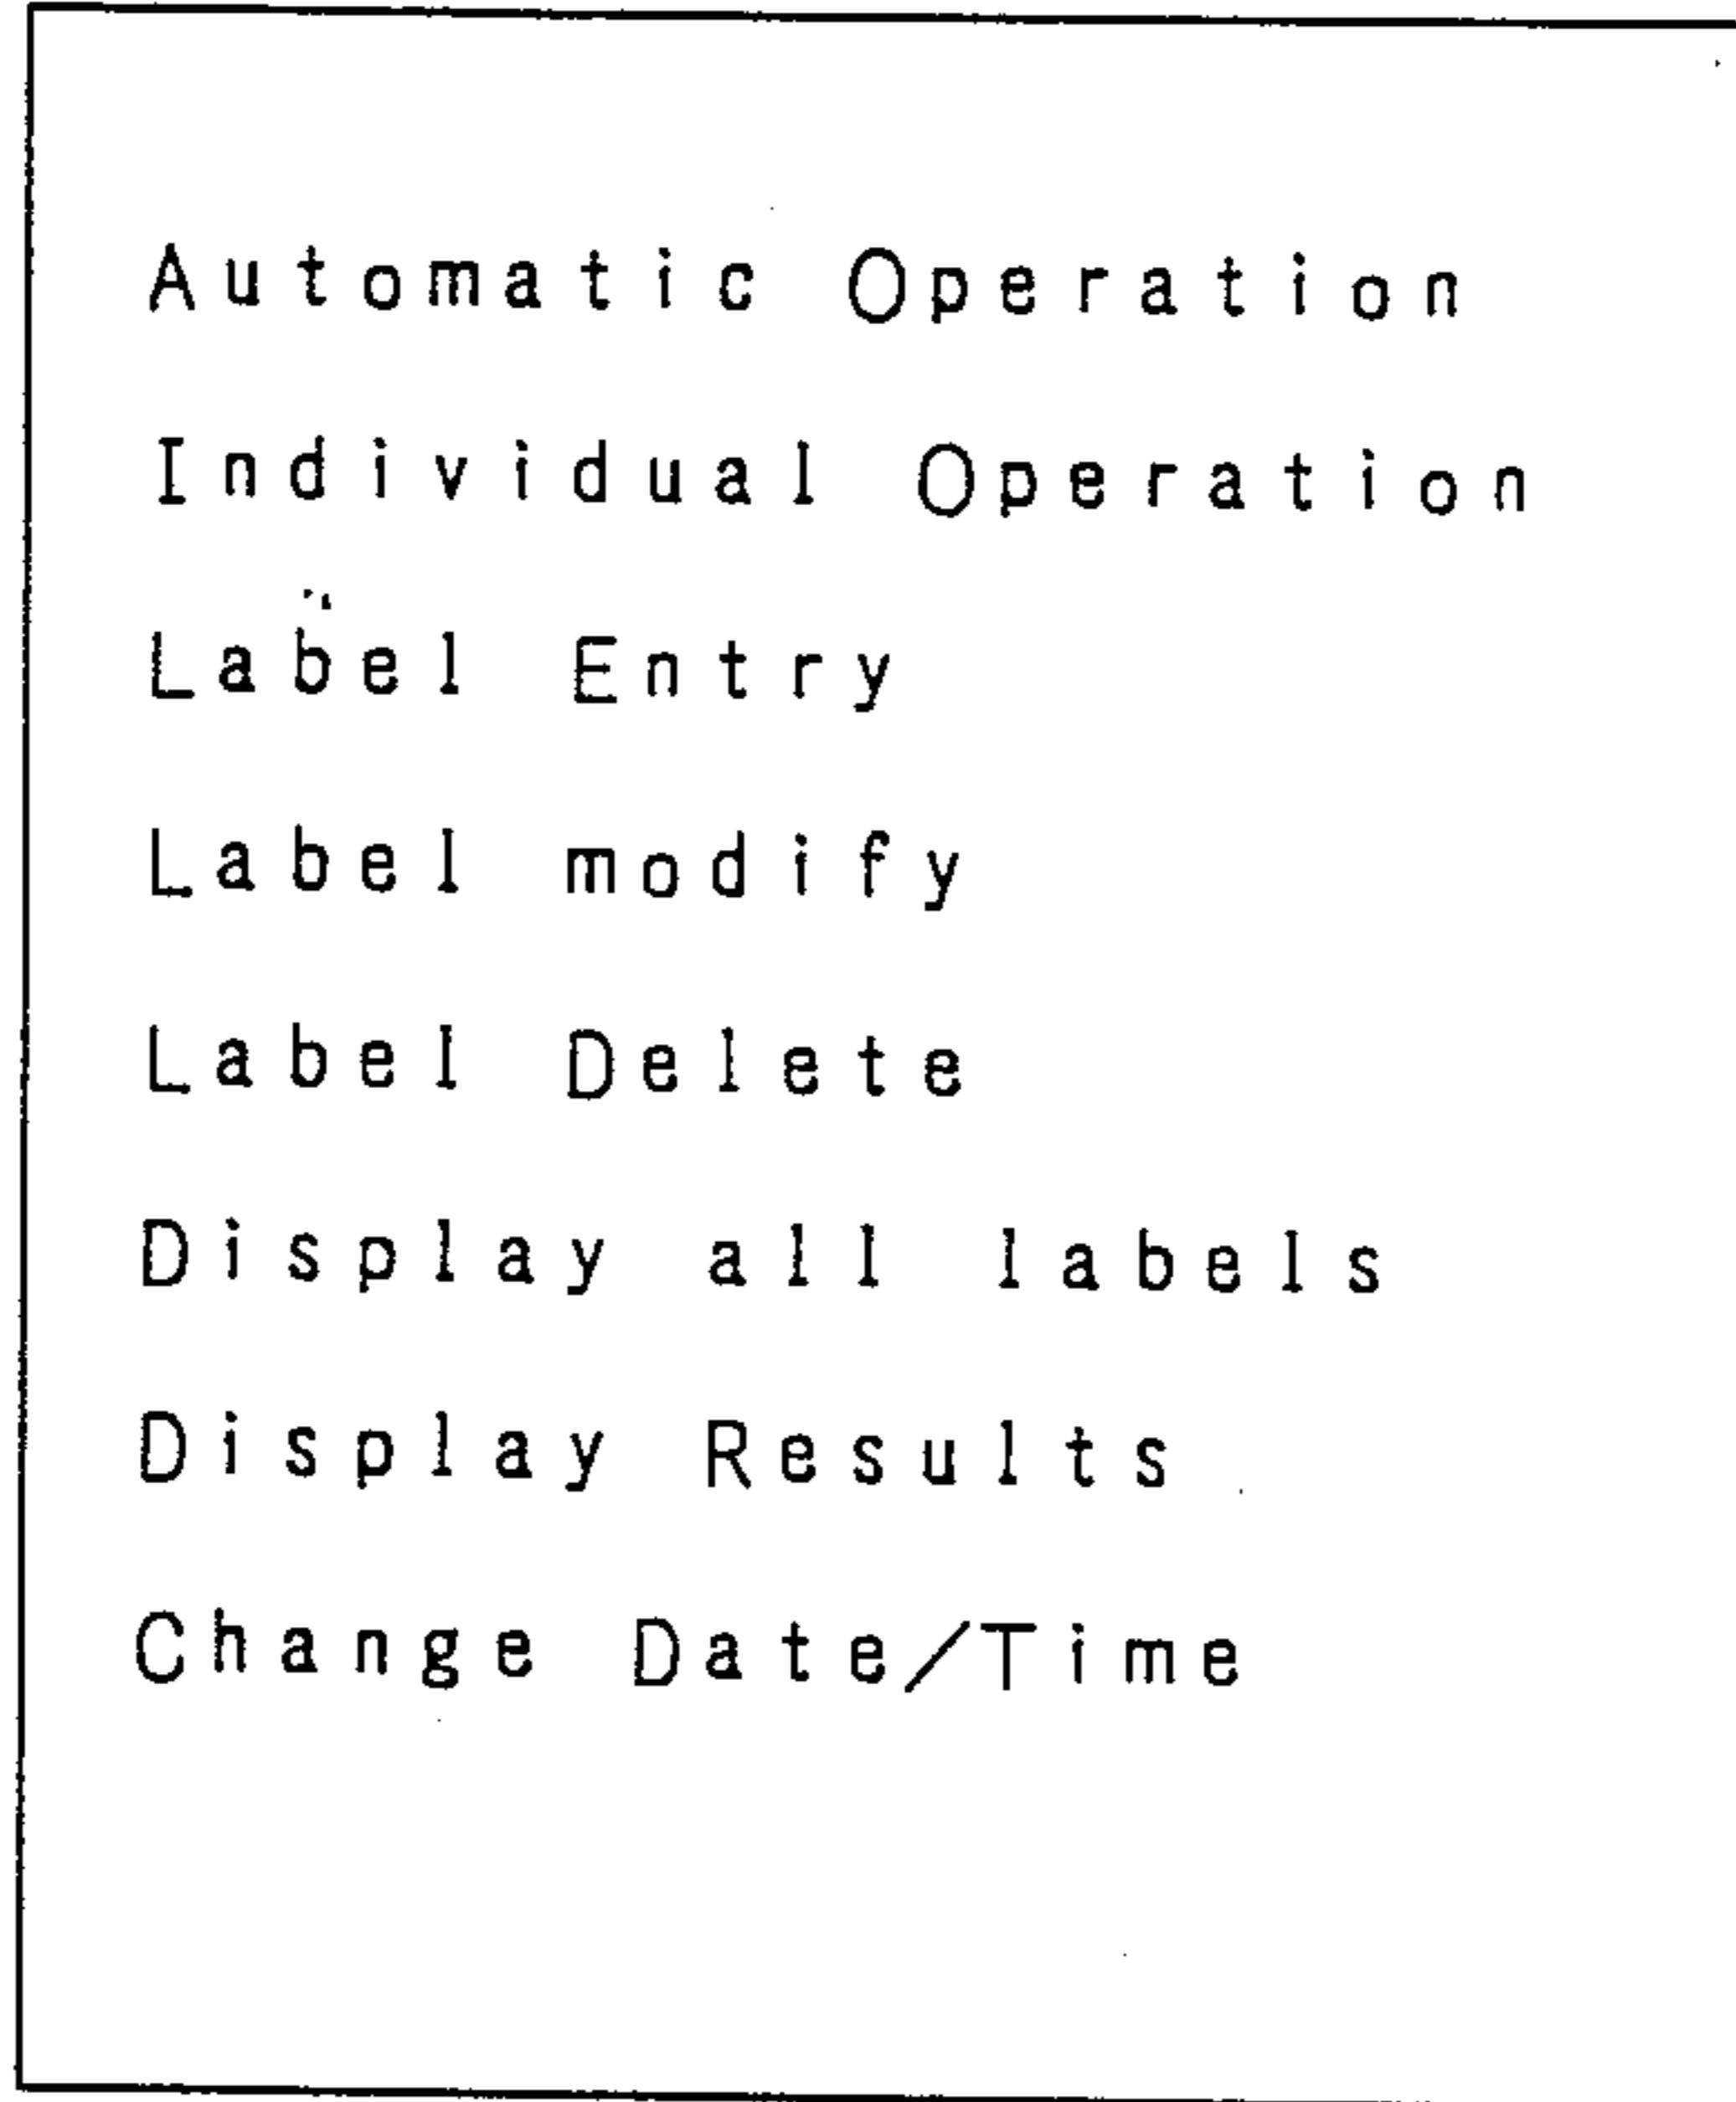 Automatic Operation
Individual Operation
Label Entry
Label modify
Label Delete
Display all labels
Display Results
Change Date/Time